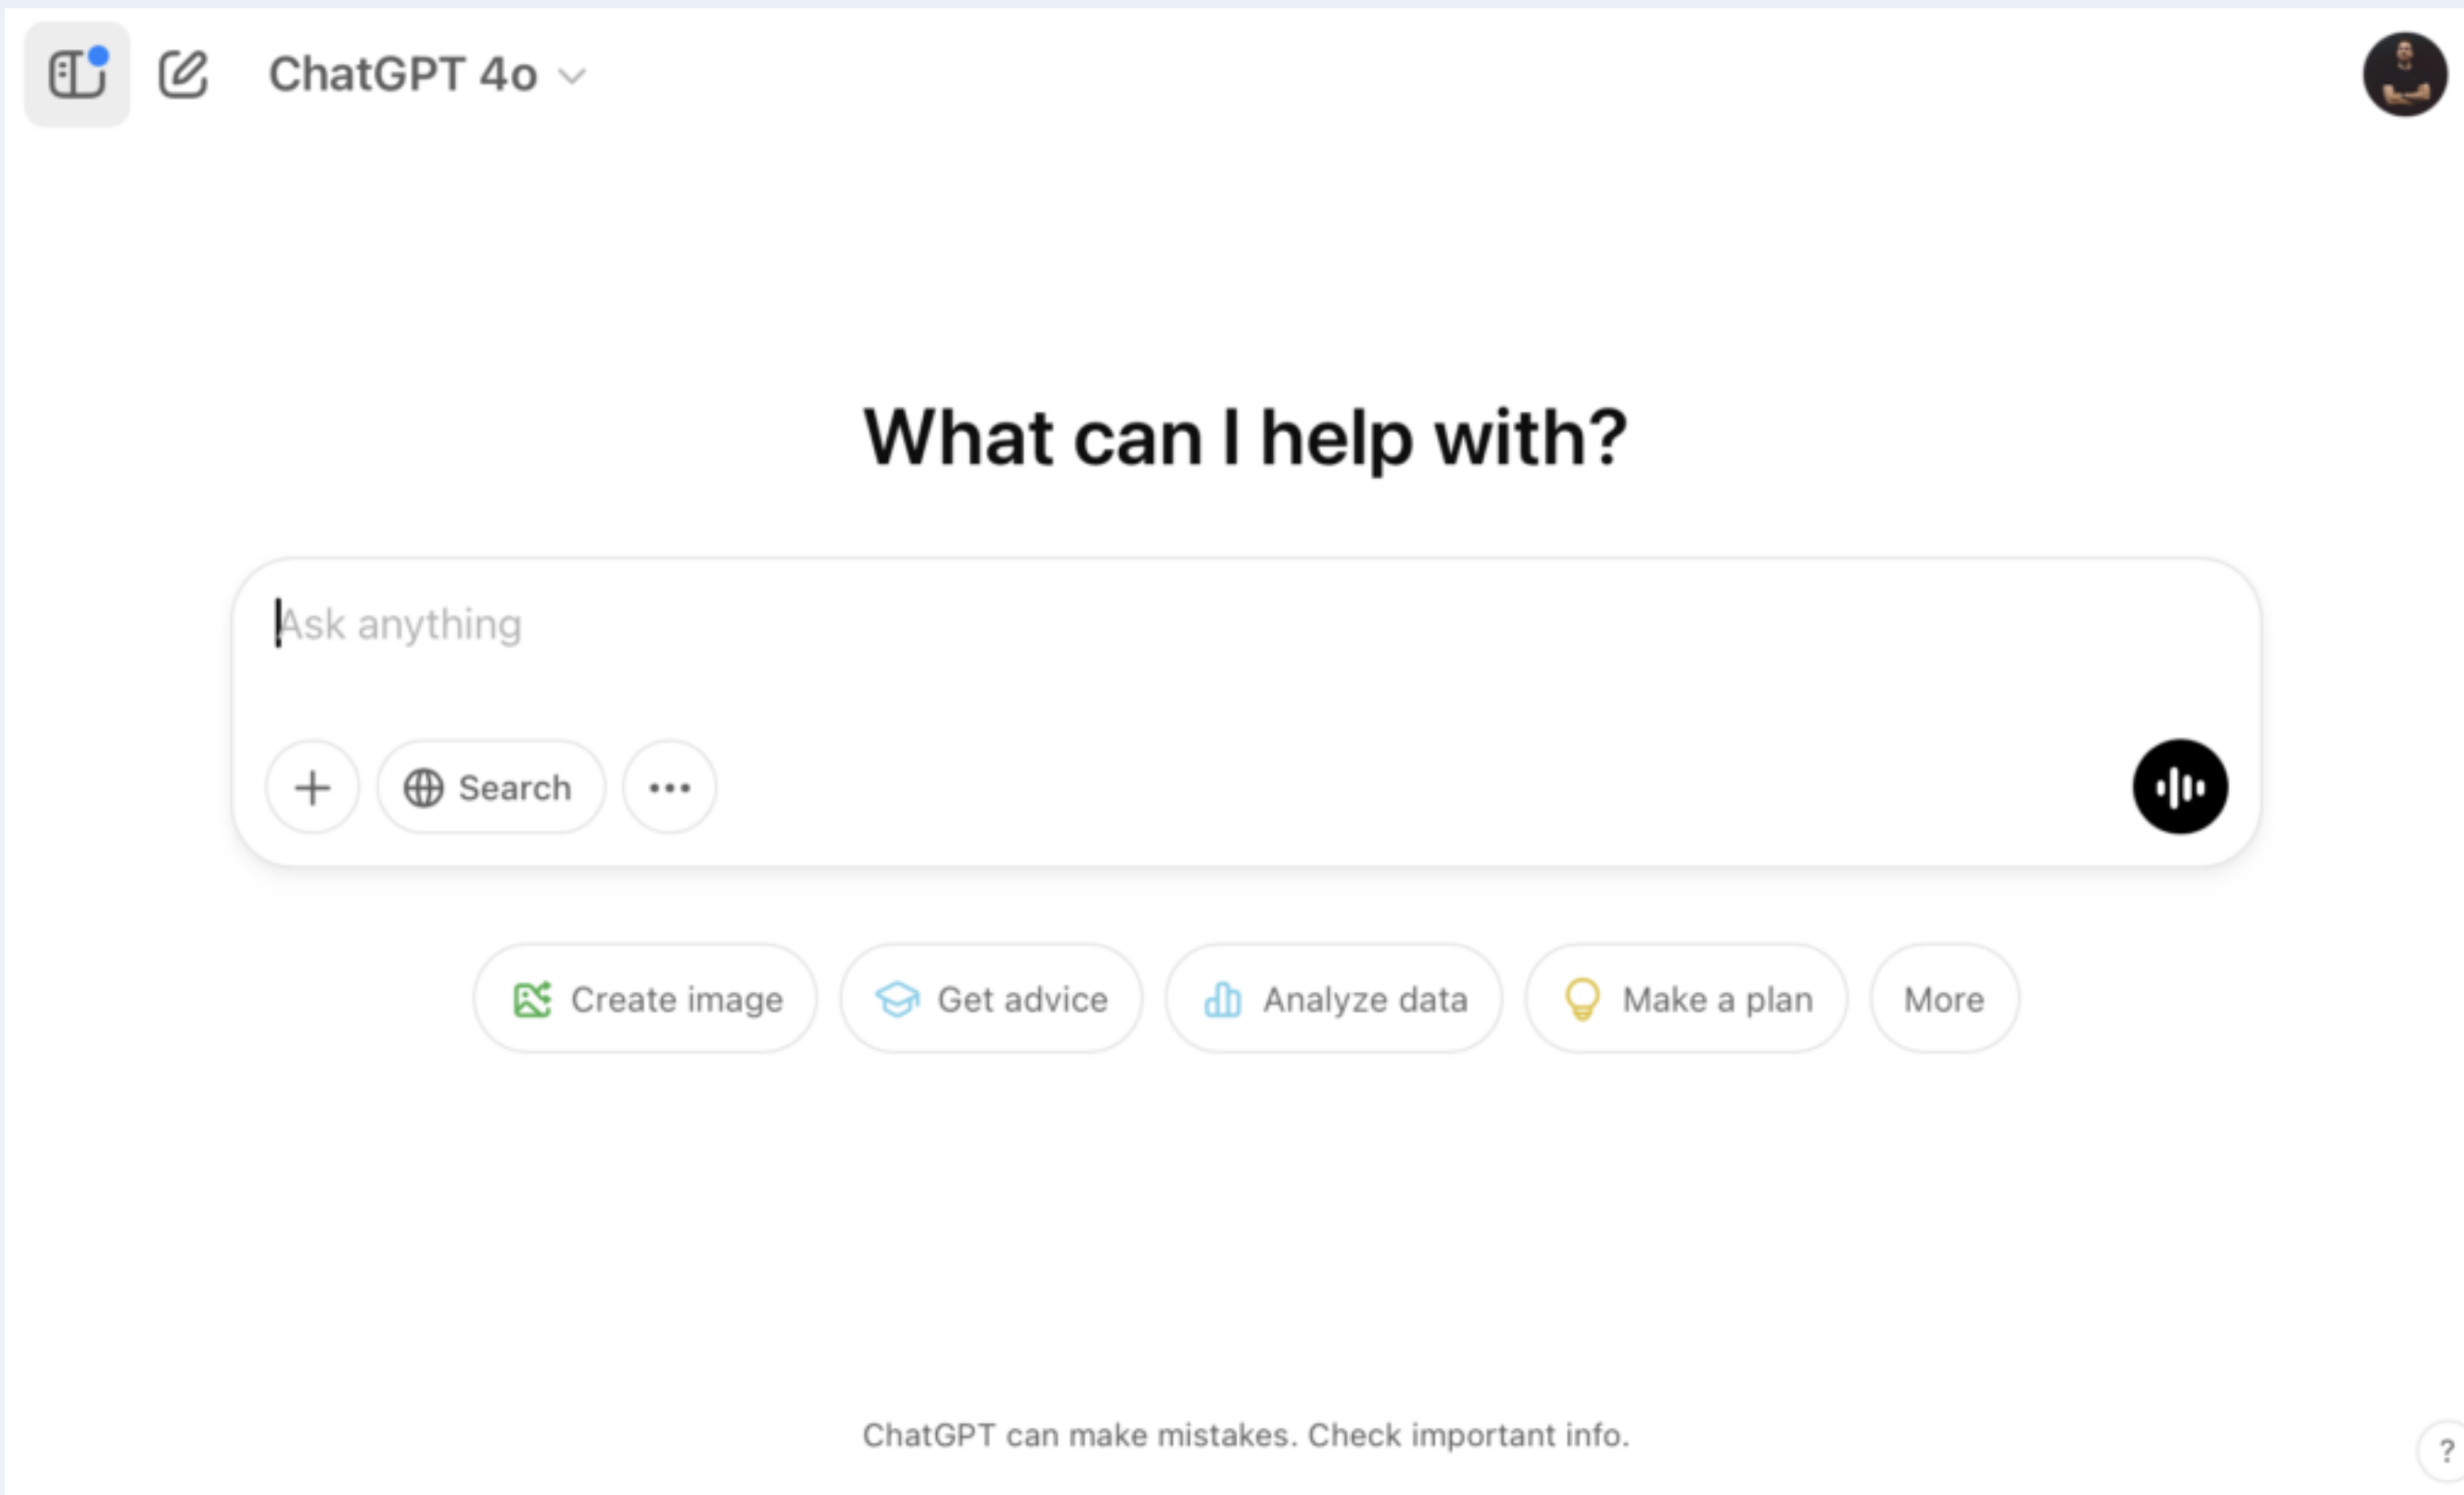 ChatGPT 4o
What can I help with?
Ask anything
Search
Create image
Get advice
Analyze data
Make a plan
More
ChatGPT can make mistakes. Check important info.
?